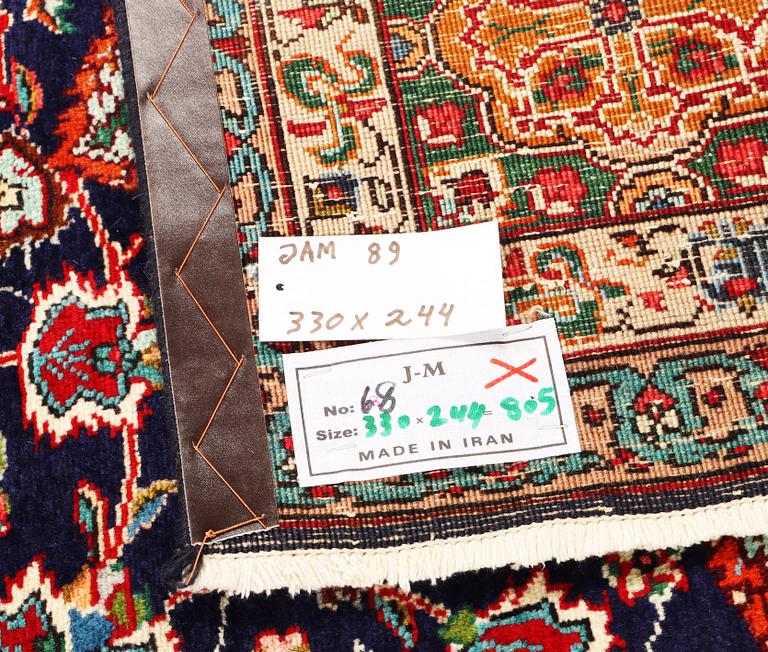 JAM 89
330 x 244
J-M
No: 68
Size: 330 x 244 = 8.05
MADE IN IRAN